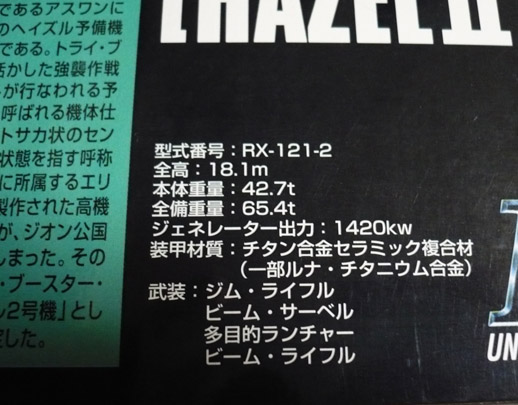 [HAZEL II
であるアスワンに
のヘイズル予備機
である。トライ・ブ
活かした強襲作戦
が行なわれる予
呼ばれる機体仕
トサカ状のセン
状態を指す呼称
に所属するエリ
製作された高機
が、ジオン公国
しまった。その
・ブースター・
ル2号機」とし
定した。
型式番号：RX-121-2
全高：18.1m
本体重量：42.7t
全備重量：65.4t
ジェネレーター出力：1420kw
装甲材質：チタン合金セラミック複合材
（一部ルナ・チタニウム合金）
武装：ジム・ライフル
ビーム・サーベル
多目的ランチャー
ビーム・ライフル
UN